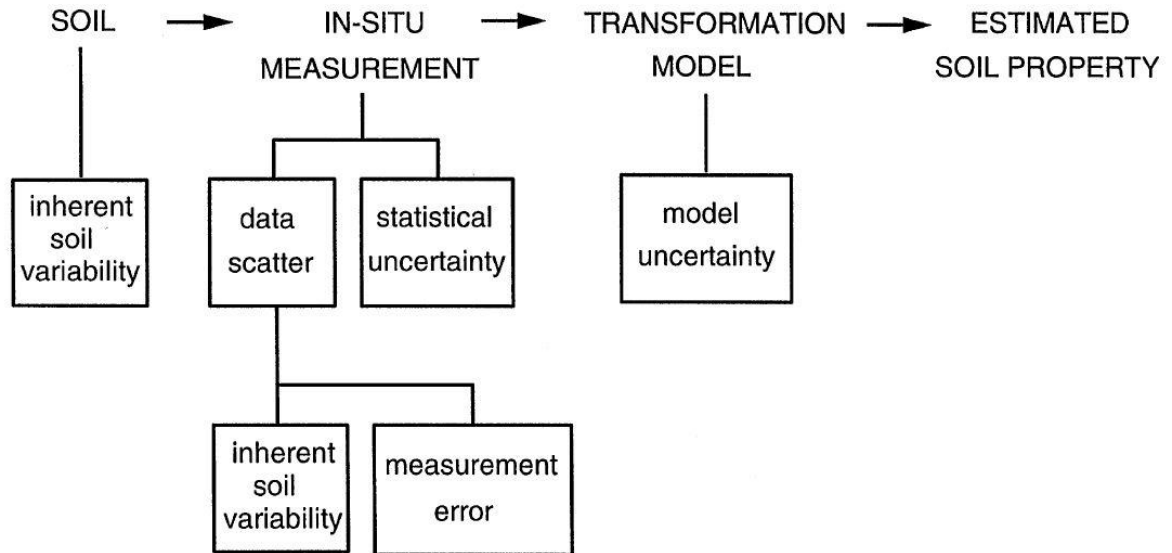 SOIL
IN-SITU
MEASUREMENT
TRANSFORMATION
MODEL
ESTIMATED
SOIL PROPERTY
inherent
soil
variability
data
scatter
statistical
uncertainty
model
uncertainty
inherent
soil
variability
measurement
error